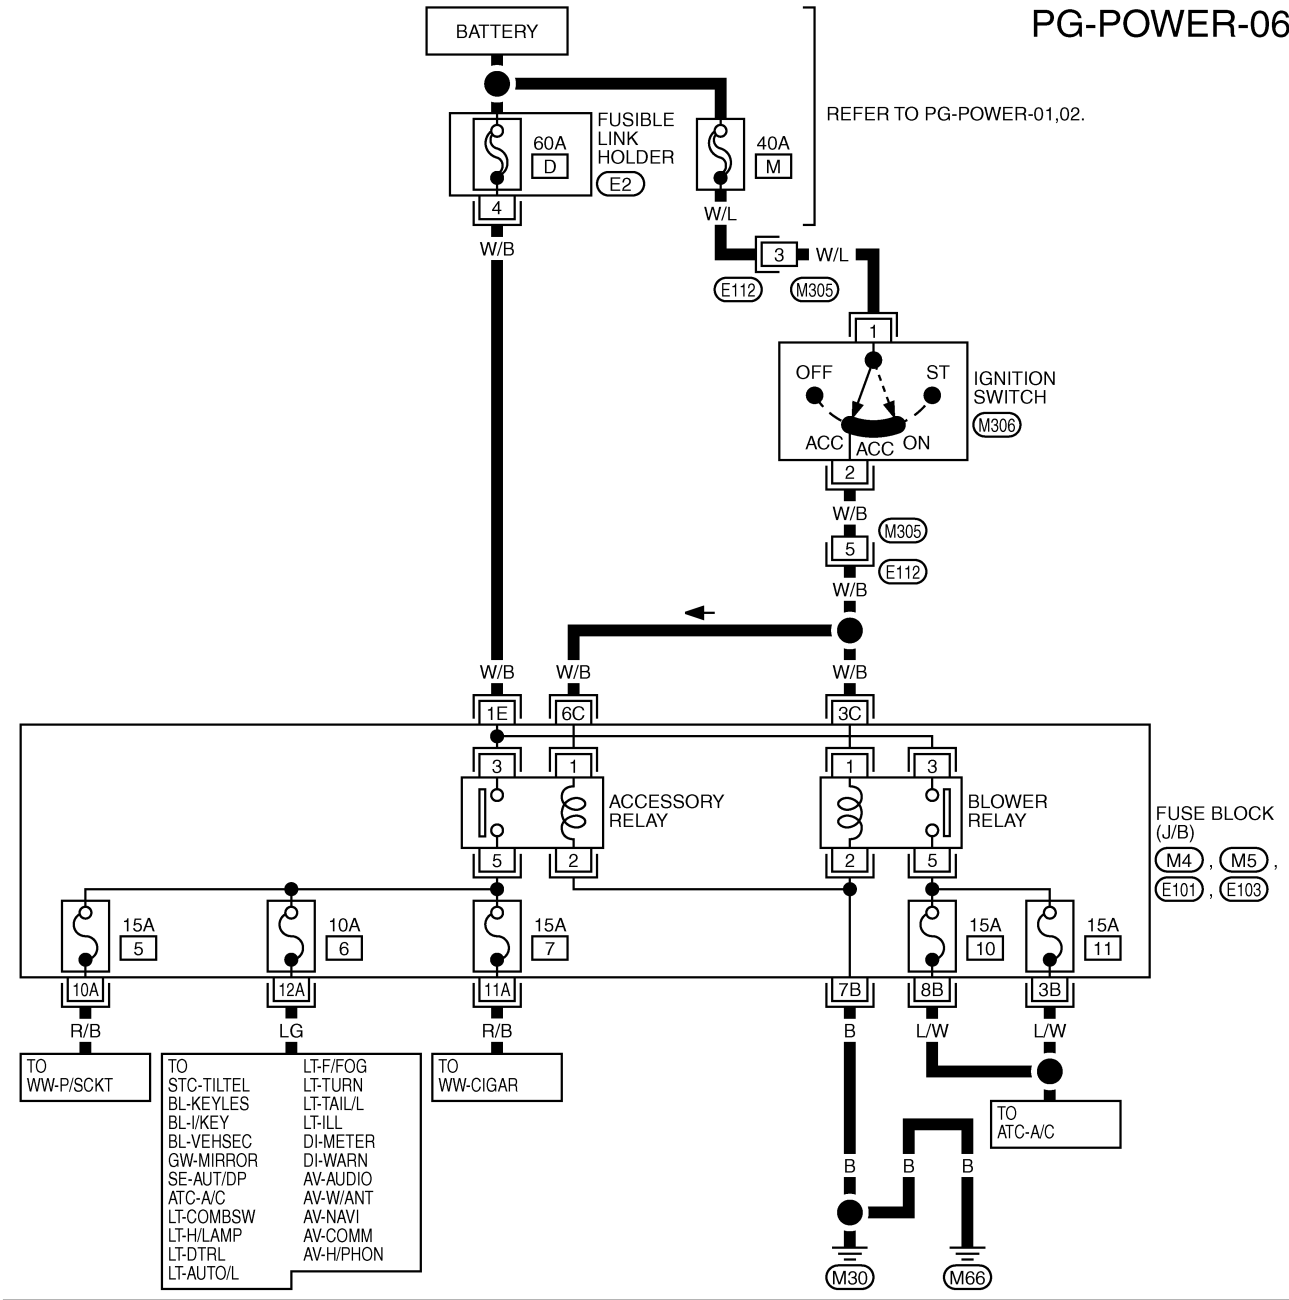 PG-POWER-06
BATTERY
REFER TO PG-POWER-01,02.
FUSIBLE
LINK
HOLDER
E2
60A
D
40A
M
4
W/B
W/L
3
W/L
E112
M305
1
OFF
ST
IGNITION
SWITCH
M306
ACC
ACC
ON
2
W/B
M305
5
E112
W/B
W/B
W/B
W/B
1E
6C
3C
3
1
1
3
ACCESSORY
RELAY
BLOWER
RELAY
FUSE BLOCK
(J/B)
M4 , M5 ,
E101 , E103
5
2
2
5
15A
5
10A
6
15A
7
15A
10
15A
11
10A
12A
11A
7B
8B
3B
R/B
LG
R/B
B
L/W
L/W
TO
WW-P/SCKT
TO
STC-TILTEL
BL-KEYLES
BL-I/KEY
BL-VEHSEC
GW-MIRROR
SE-AUT/DP
ATC-A/C
LT-COMBSW
LT-H/LAMP
LT-DTRL
LT-AUTO/L
LT-F/FOG
LT-TURN
LT-TAIL/L
LT-ILL
DI-METER
DI-WARN
AV-AUDIO
AV-W/ANT
AV-NAVI
AV-COMM
AV-H/PHON
TO
WW-CIGAR
TO
ATC-A/C
B
B
B
M30
M66